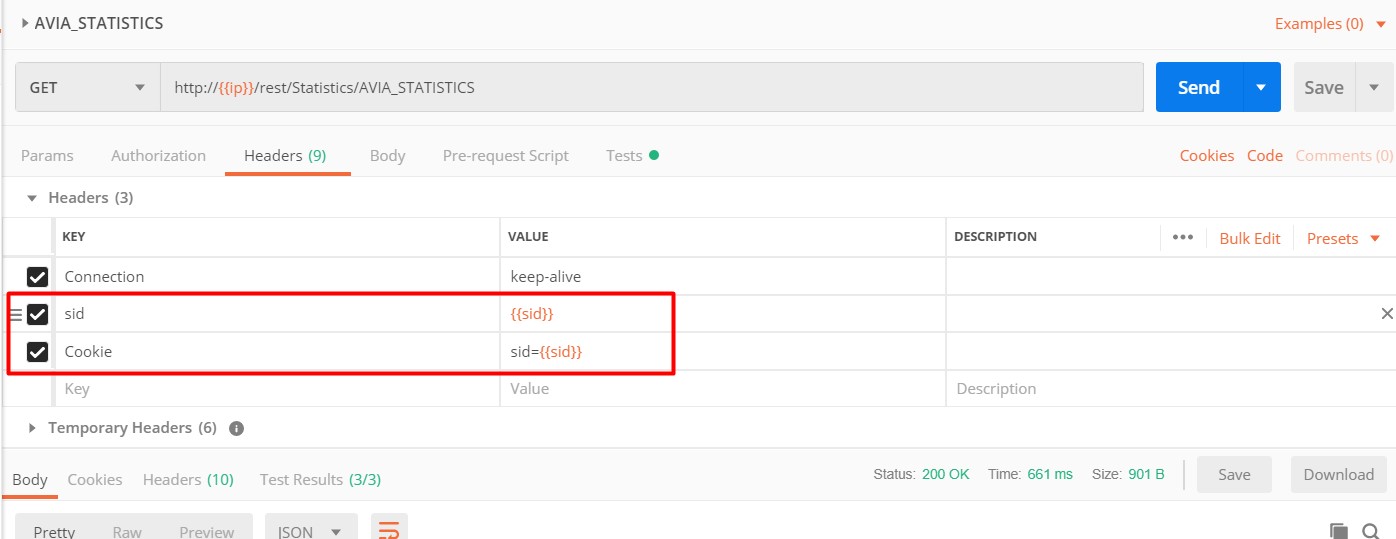 AVIA_STATISTICS Examples (0)
GET http://{{ip}}/rest/Statistics/AVIA_STATISTICS Send Save
Params Authorization Headers (9) Body Pre-request Script Tests Cookies Code Comments (0)
Headers (3)
KEY VALUE DESCRIPTION ••• Bulk Edit Presets
Connection keep-alive
sid {{sid}}
Cookie sid={{sid}}
Key Value Description
Temporary Headers (6)
Body Cookies Headers (10) Test Results (3/3) Status: 200 OK Time: 661 ms Size: 901 B Save Download
Pretty Raw Preview JSON